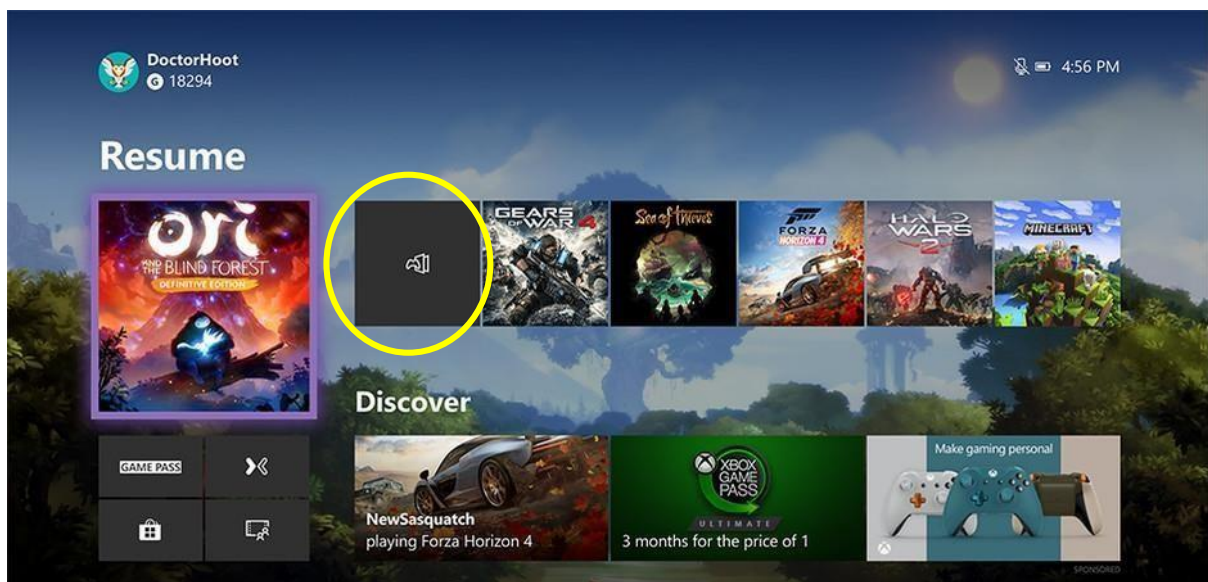 DoctorHoot
G 18294
4:56 PM
Resume
ori
AND
THE BLIND FOREST
DEFINITIVE EDITION
GEARS
OF WAR 4
Sea of Thieves
FORZA
HORIZON 4
HALO
WARS
2
MINECRAFT
Discover
GAME PASS
NewSasquatch
playing Forza Horizon 4
XBOX
GAME
PASS
ULTIMATE
3 months for the price of 1
Make gaming personal
SPONSORED